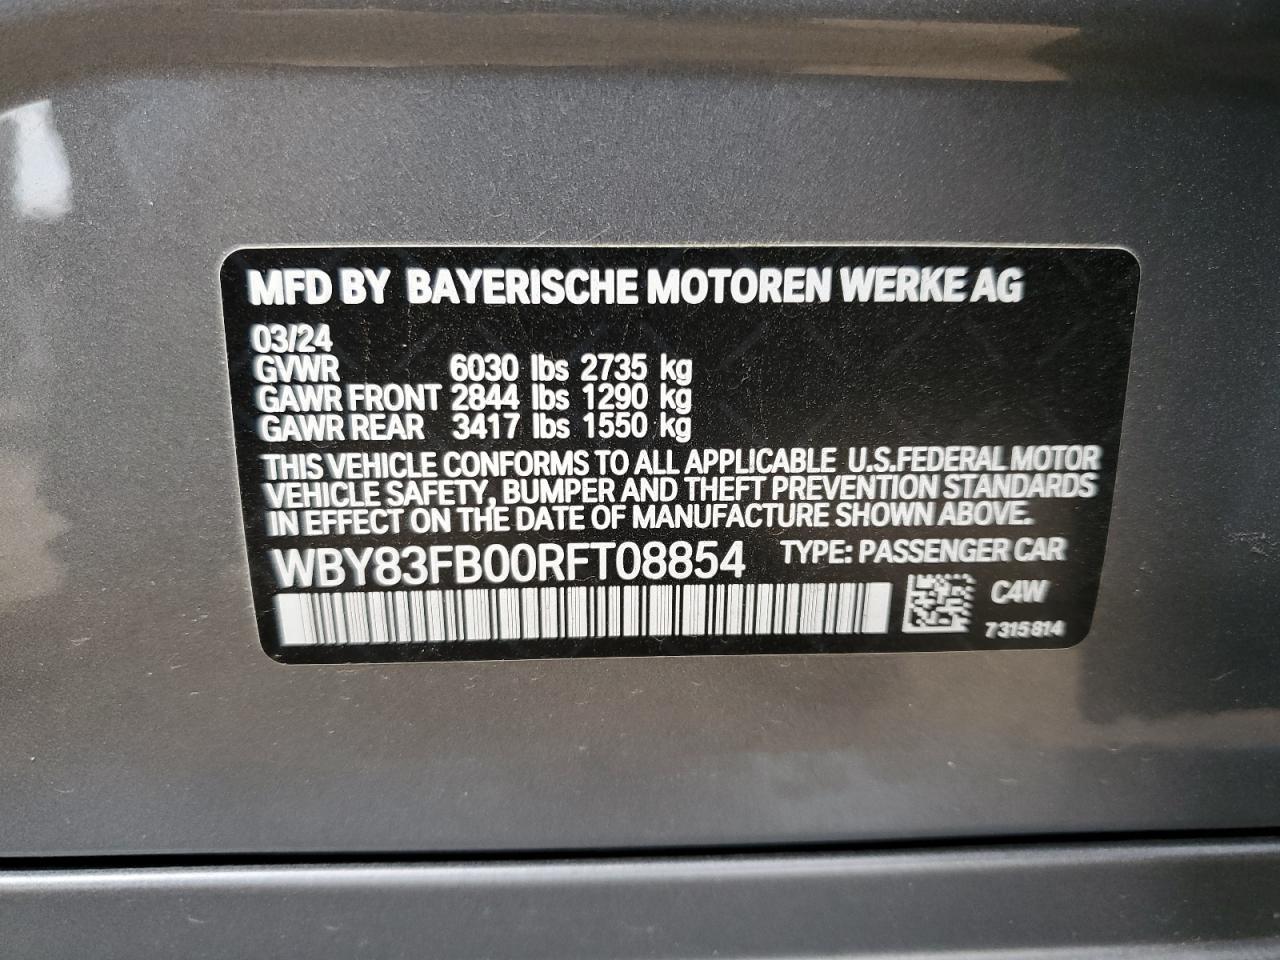 MFD BY BAYERISCHE MOTOREN WERKE AG
03/24
GVWR 6030 lbs 2735 kg
GAWR FRONT 2844 lbs 1290 kg
GAWR REAR 3417 lbs 1550 kg
THIS VEHICLE CONFORMS TO ALL APPLICABLE U.S.FEDERAL MOTOR
VEHICLE SAFETY, BUMPER AND THEFT PREVENTION STANDARDS
IN EFFECT ON THE DATE OF MANUFACTURE SHOWN ABOVE.
WBY83FB00RFT08854 TYPE: PASSENGER CAR
C4W
7315814